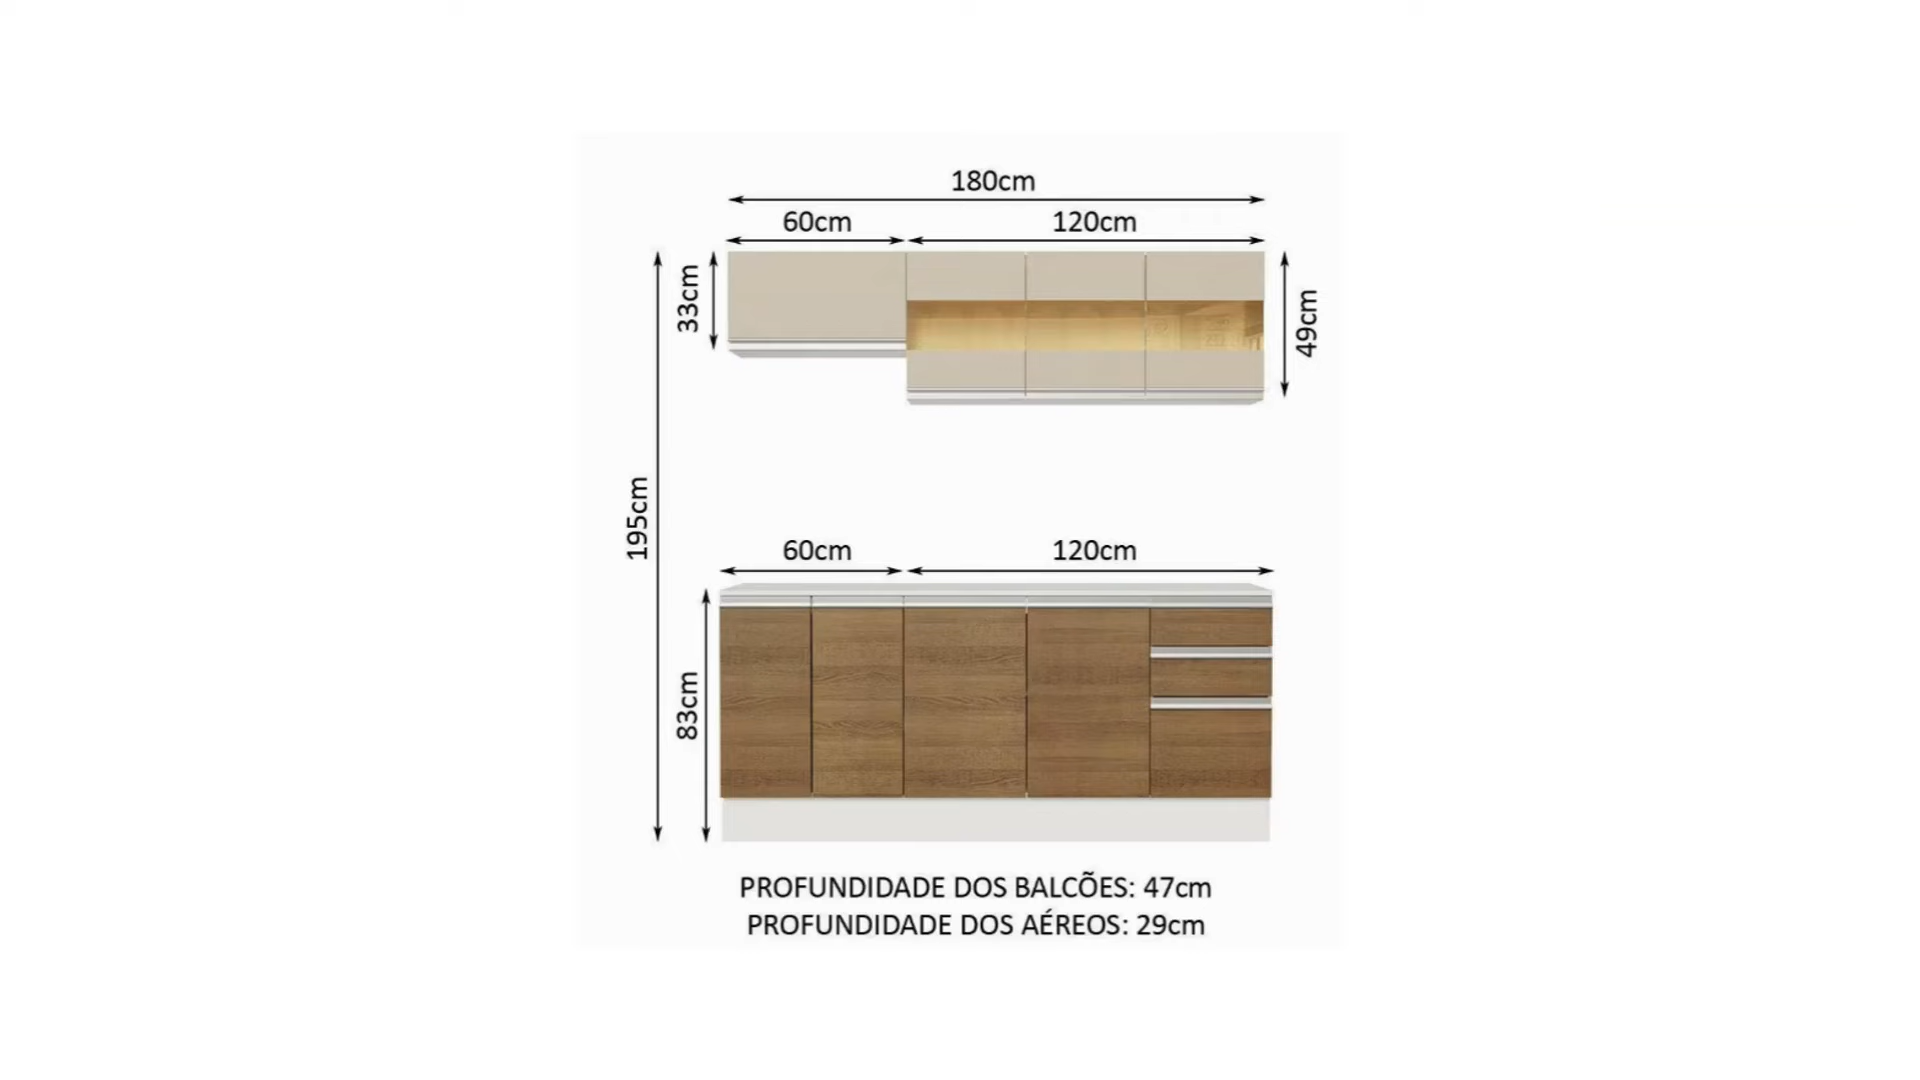 180cm
60cm
120cm
33cm
49cm
195cm
60cm
120cm
83cm
PROFUNDIDADE DOS BALCÕES: 47cm
PROFUNDIDADE DOS AÉREOS: 29cm